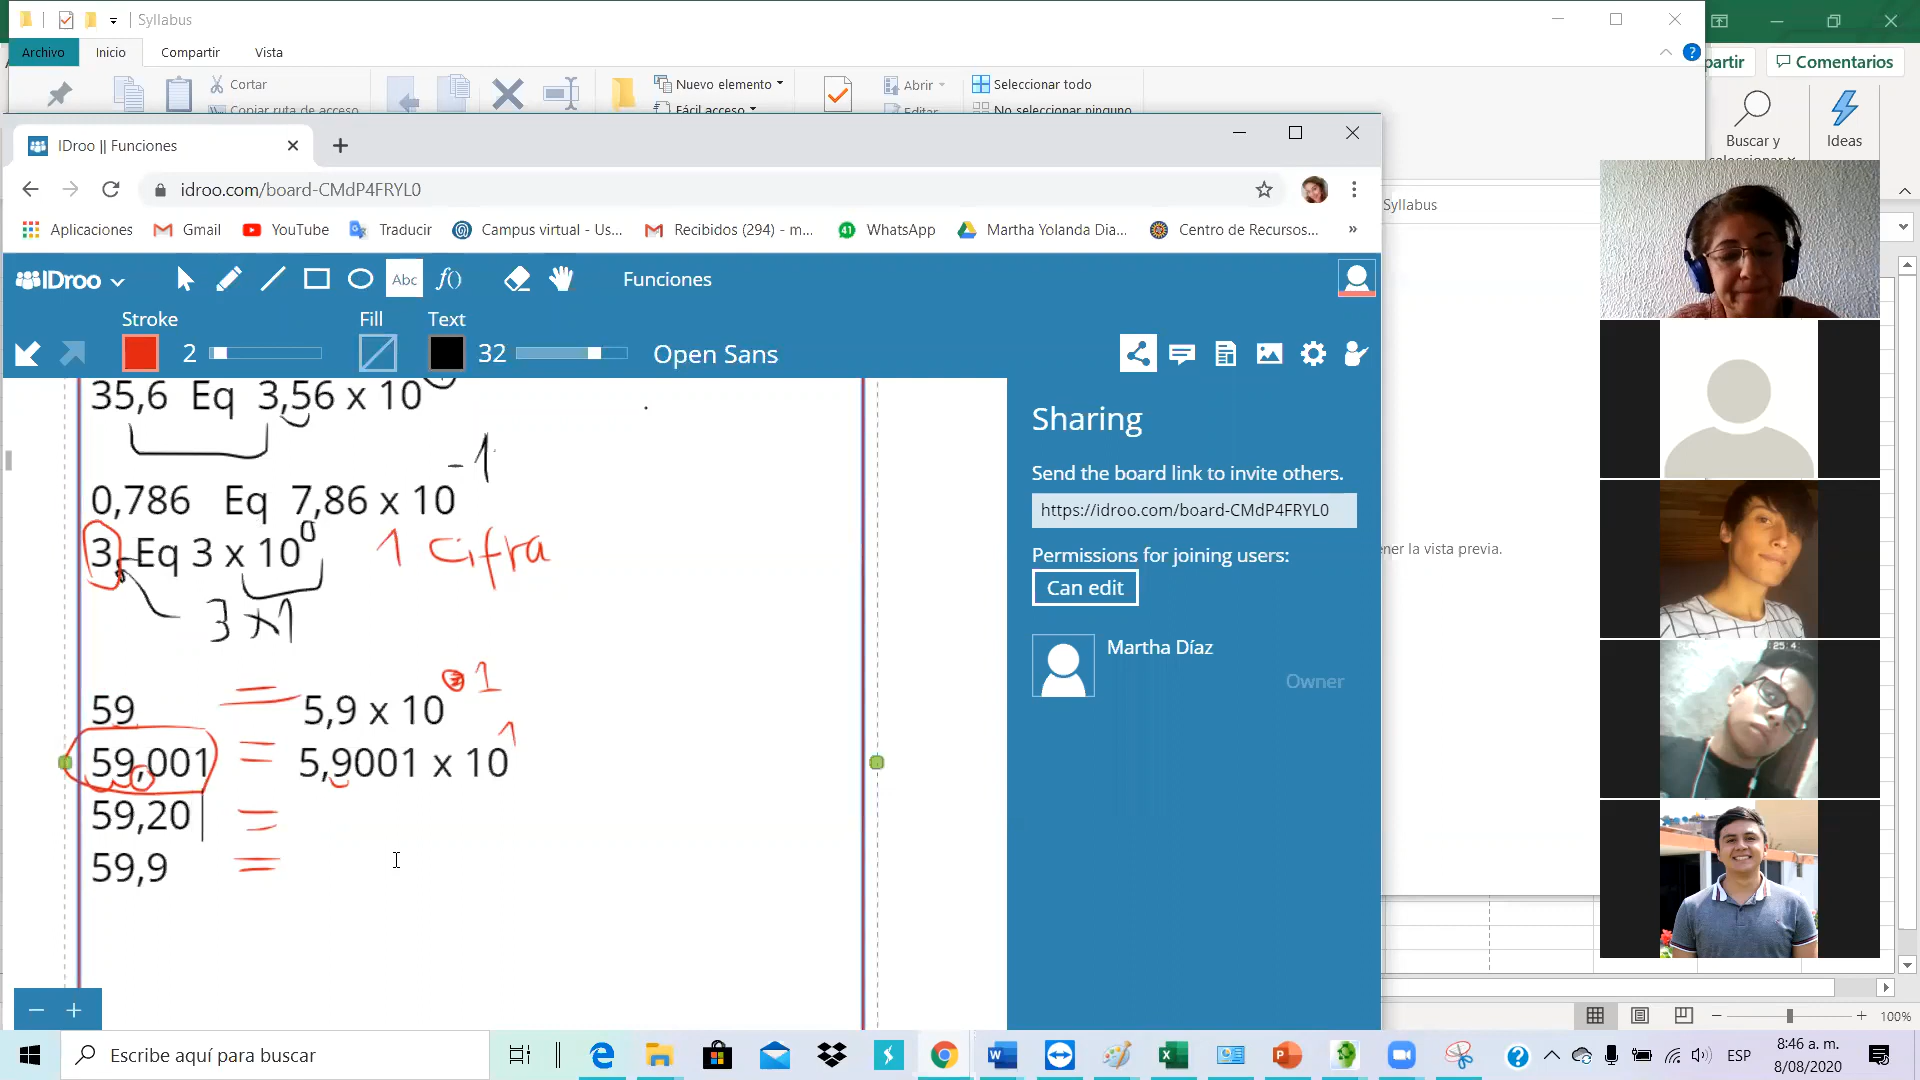 Syllabus
Archivo Inicio Compartir Vista
Cortar
Copiar ruta de acceso
Nuevo elemento
Fácil acceso
Abrir
Editar
Seleccionar todo
No seleccionar ninguno
partir Comentarios
Buscar y
seleccionar
Ideas
IDroo || Funciones
idroo.com/board-CMdP4FRYL0
Aplicaciones Gmail YouTube Traducir Campus virtual - Us... Recibidos (294) - m... 41 WhatsApp Martha Yolanda Dia... Centro de Recursos... »
Syllabus
IDroo Abc f() Funciones
Stroke Fill Text
2 32 Open Sans
35,6 Eq 3,56 x 10
0,786 Eq 7,86 x 10 -1
3, Eq 3 x 10 0 1 cifra
3 x 1
59 = 5,9 x 10 1
59,001 = 5,9001 x 10 1
59,20 =
59,9 =
Sharing
Send the board link to invite others.
https://idroo.com/board-CMdP4FRYL0
Permissions for joining users:
Can edit
Martha Díaz
Owner
ner la vista previa.
25:4
100%
Escribe aquí para buscar
ESP
8:46 a. m.
8/08/2020